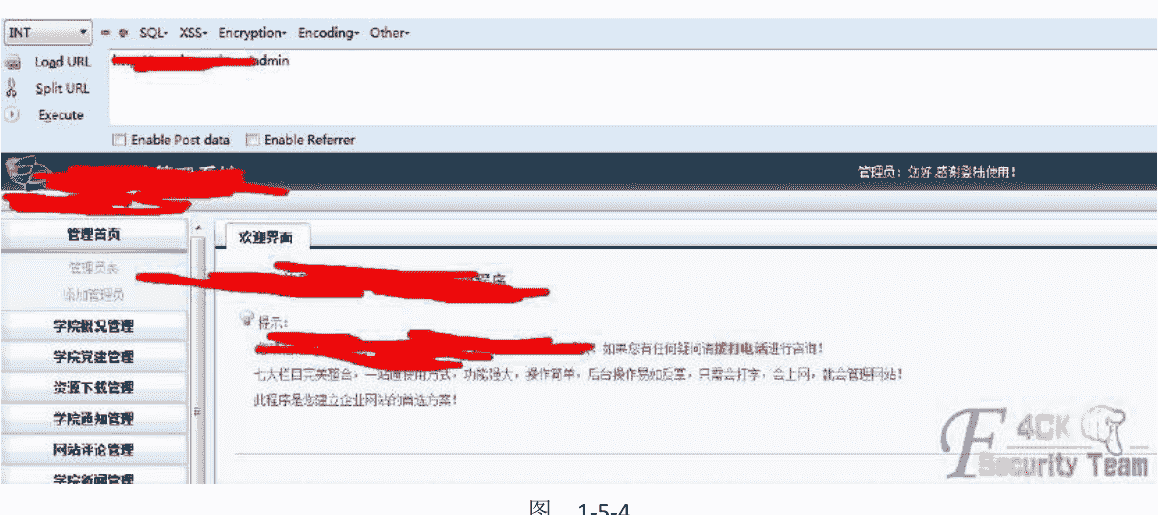 INT SQL- XSS- Encryption- Encoding- Other-
Load URL
admin
Split URL
Execute
Enable Post data Enable Referrer
管理员：您好 感谢登陆使用！
管理首页
欢迎界面
管理员表
添加管理员
程序
提示：
学院概况管理
学院党建管理
资源下载管理
学院通知管理
网站评论管理
学院新闻管理
！如果您有任何疑问请拨打电话进行咨询！
七大栏目完美整合，一站通使用方式，功能强大，操作简单，后台操作易如反掌，只需会打字，会上网，就会管理网站！
此程序是您建立企业网站的首选方案！
F4CK
Security Team
图 1-5-4